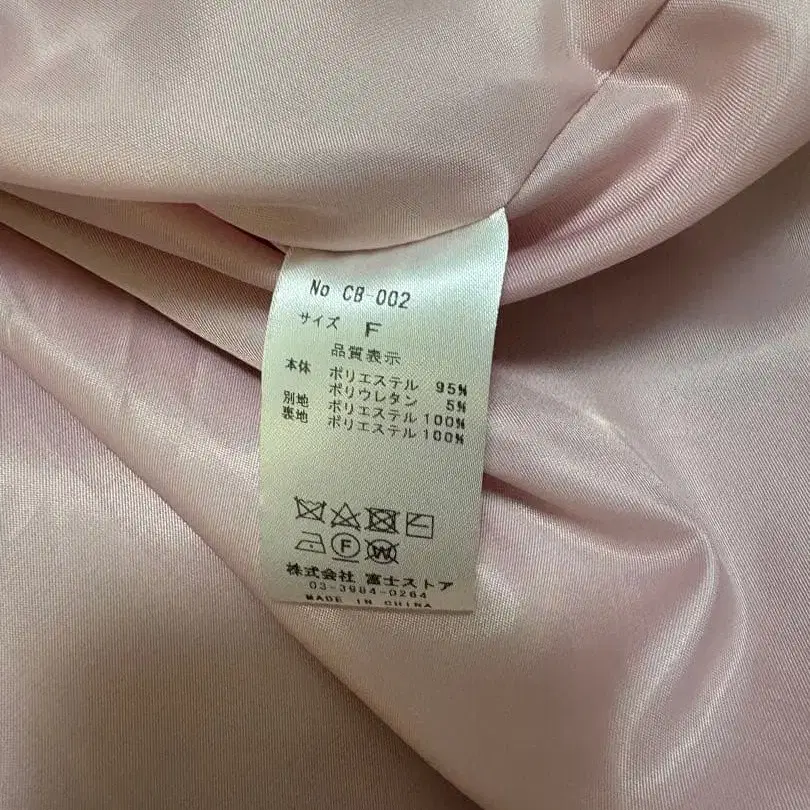 No CB-002
サイズ F
品質表示
本体 ポリエステル 95%
ポリウレタン 5%
別地 ポリエステル 100%
裏地 ポリエステル 100%
F W
株式会社 富士ストア
03-3984-0264
MADE IN CHINA